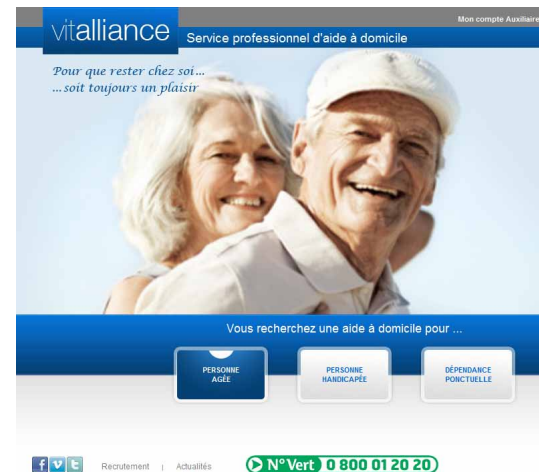 Mon compte Auxiliaire
vitalliance
Service professionnel d'aide à domicile
Pour que rester chez soi...
...soit toujours un plaisir
Vous recherchez une aide à domicile pour ...
PERSONNE
AGÉE
PERSONNE
HANDICAPÉE
DÉPENDANCE
PONCTUELLE
f v t Recrutement | Actualités
N° Vert 0 800 01 20 20